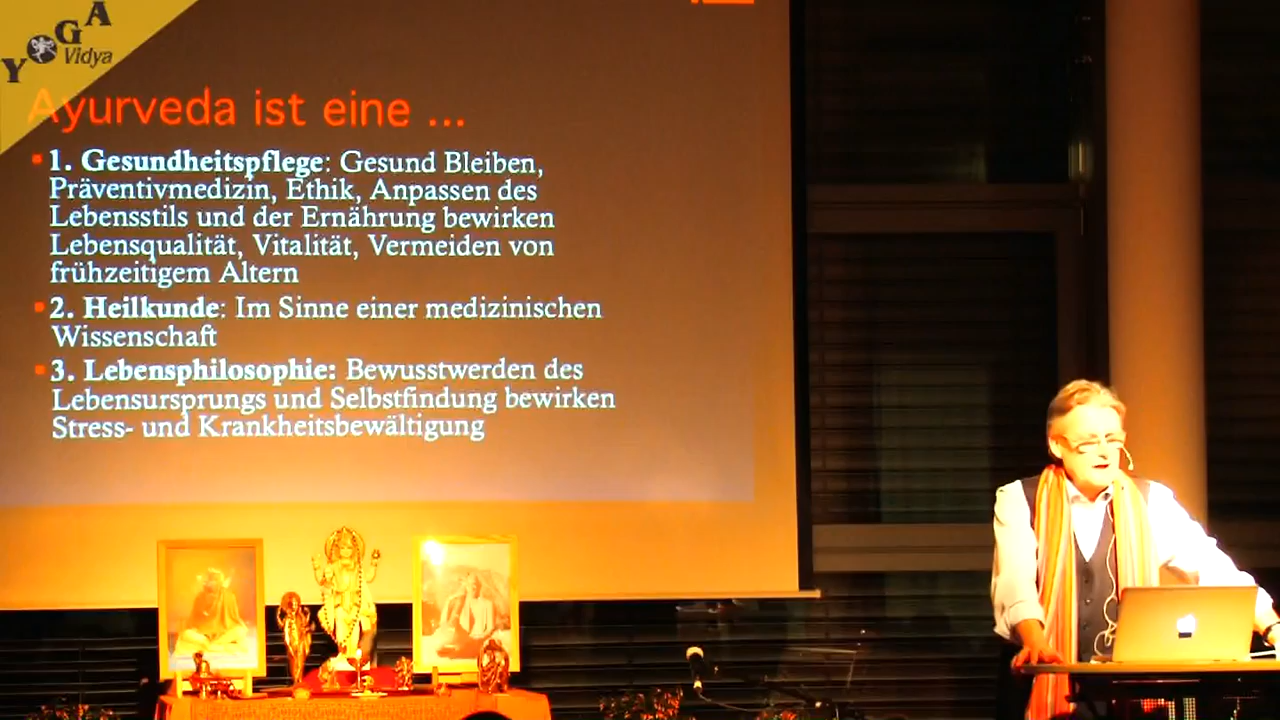 YOGA
Vidya
Ayurveda ist eine ...
1. Gesundheitspflege: Gesund Bleiben,
Präventivmedizin, Ethik, Anpassen des
Lebensstils und der Ernährung bewirken
Lebensqualität, Vitalität, Vermeiden von
frühzeitigem Altern
2. Heilkunde: Im Sinne einer medizinischen
Wissenschaft
3. Lebensphilosophie: Bewusstwerden des
Lebensursprungs und Selbstfindung bewirken
Stress- und Krankheitsbewältigung